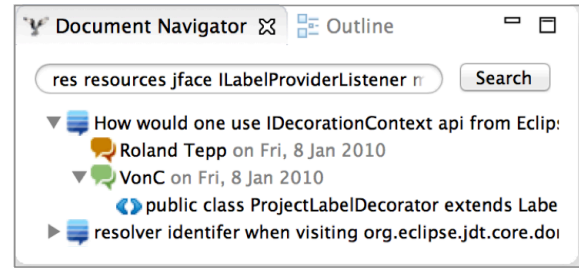 Document Navigator Outline
res resources jface ILabelProviderListener Search
How would one use IDecorationContext api from Eclips
Roland Tepp on Fri, 8 Jan 2010
VonC on Fri, 8 Jan 2010
public class ProjectLabelDecorator extends Labe
resolver identifer when visiting org.eclipse.jdt.core.dor